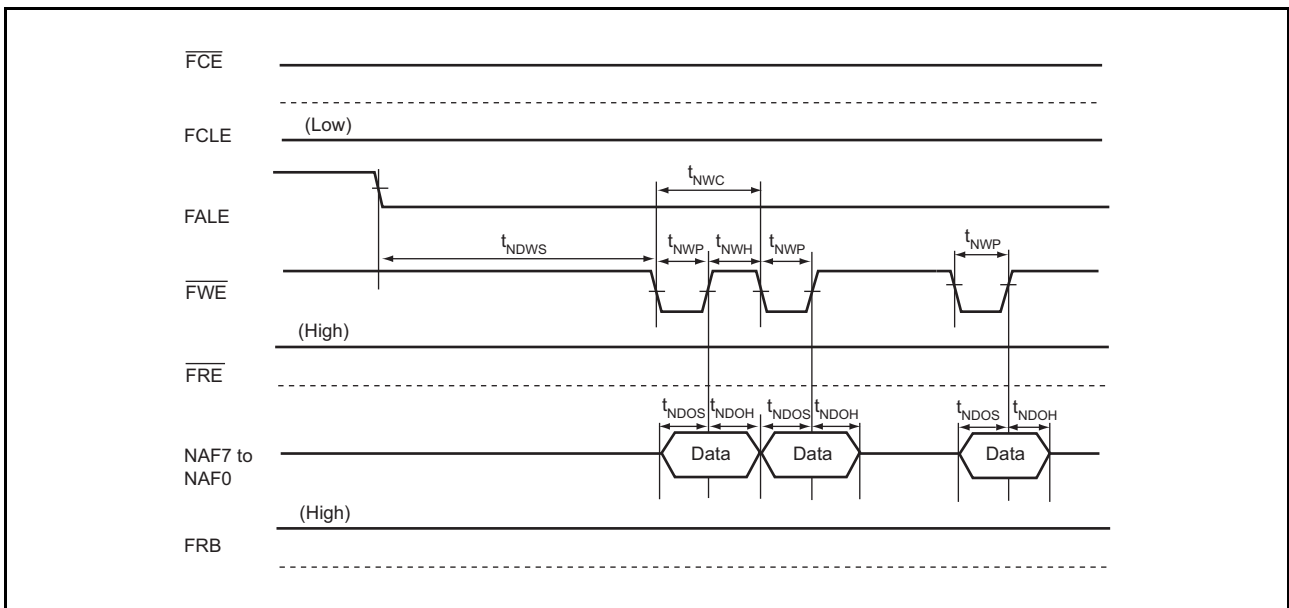 FCE
FCLE (Low)
tNWC
FALE
tNDWS tNWP tNWH tNWP tNWP
FWE
(High)
FRE
tNDOS tNDOH tNDOS tNDOH tNDOS tNDOH
NAF7 to
NAF0
Data Data Data
(High)
FRB